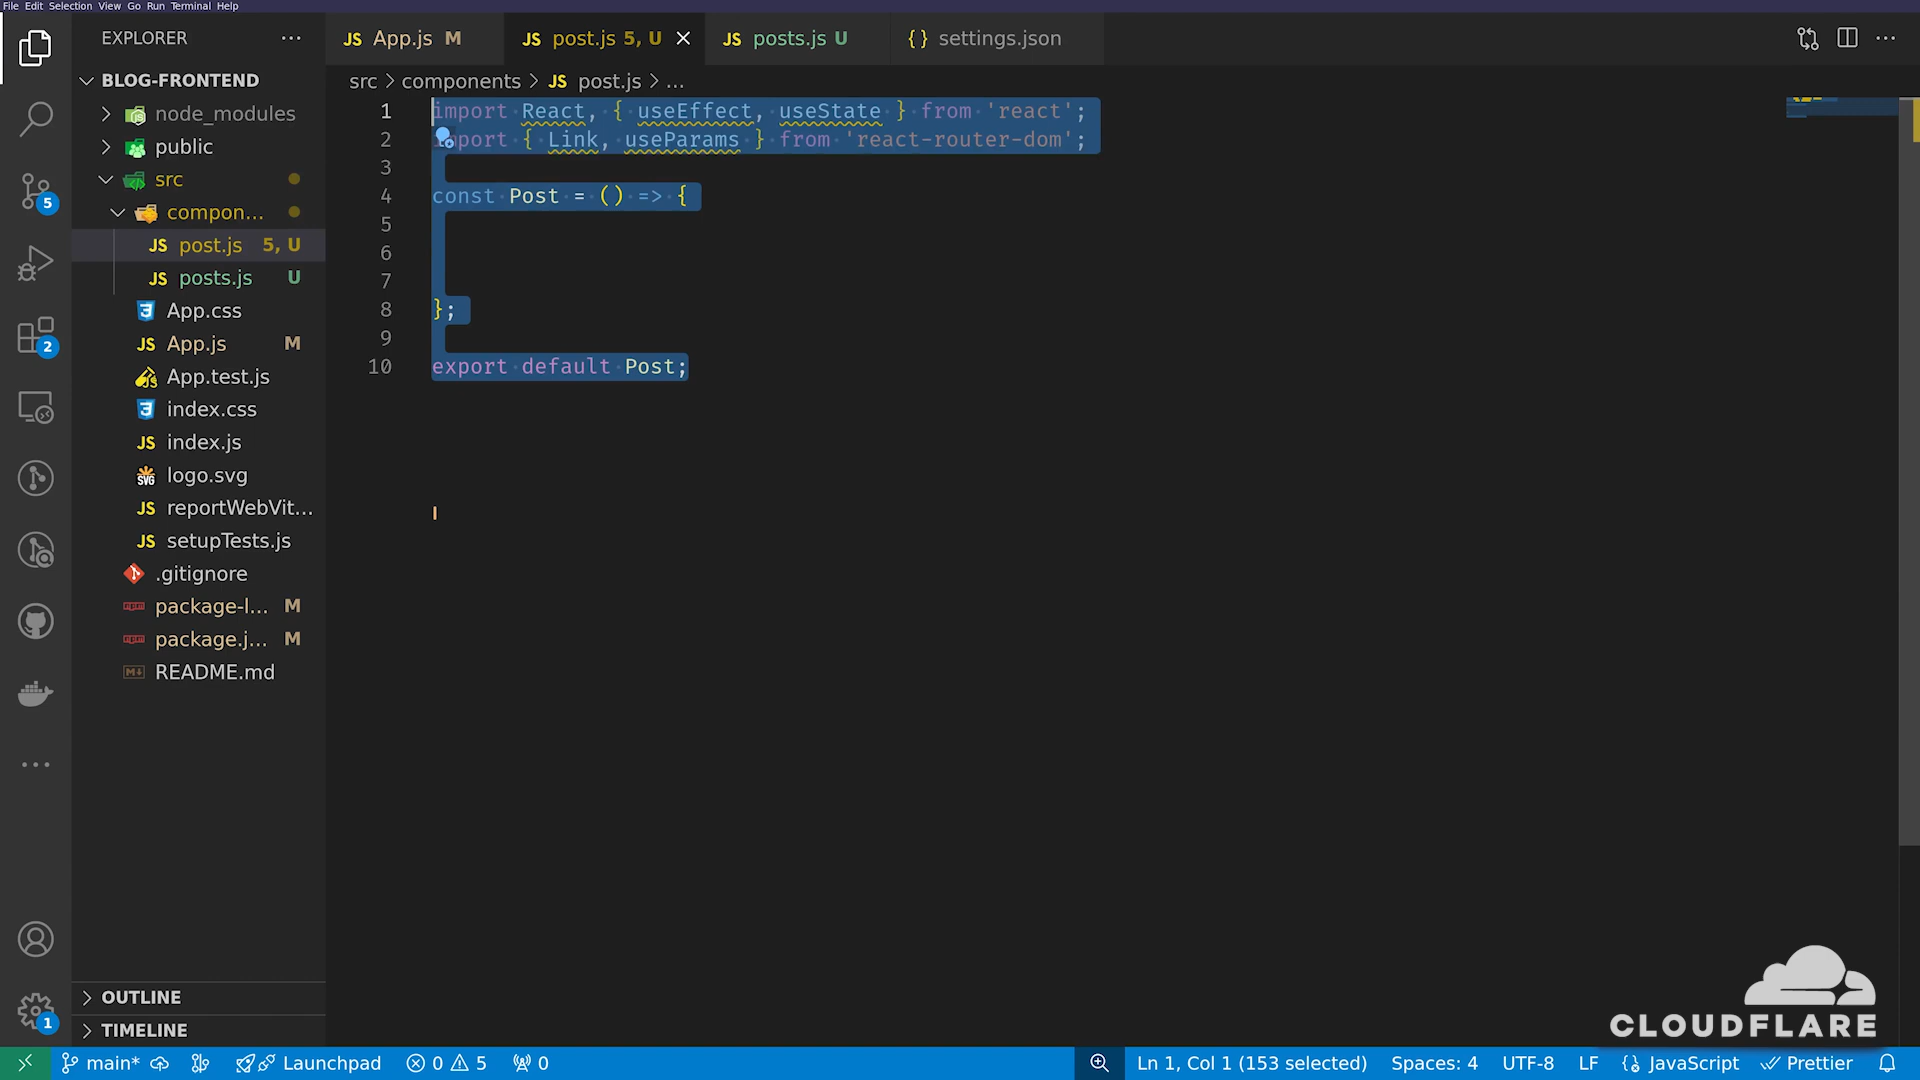 File Edit Selection View Go Run Terminal Help
EXPLORER
JS App.js M
JS post.js 5, U
JS posts.js U
{} settings.json
BLOG-FRONTEND
node_modules
public
src
compon...
JS post.js 5, U
JS posts.js U
App.css
JS App.js M
App.test.js
index.css
JS index.js
SVG logo.svg
JS reportWebVit...
JS setupTests.js
.gitignore
package-l... M
package.j... M
README.md
OUTLINE
TIMELINE
5
2
1
src > components > JS post.js > ...
1 import React, { useEffect, useState } from 'react';
2 import { Link, useParams } from 'react-router-dom';
3
4 const Post = () => {
5
6
7
8 };
9
10 export default Post;
CLOUDFLARE
main* Launchpad 0 5 0 Ln 1, Col 1 (153 selected) Spaces: 4 UTF-8 LF JavaScript Prettier